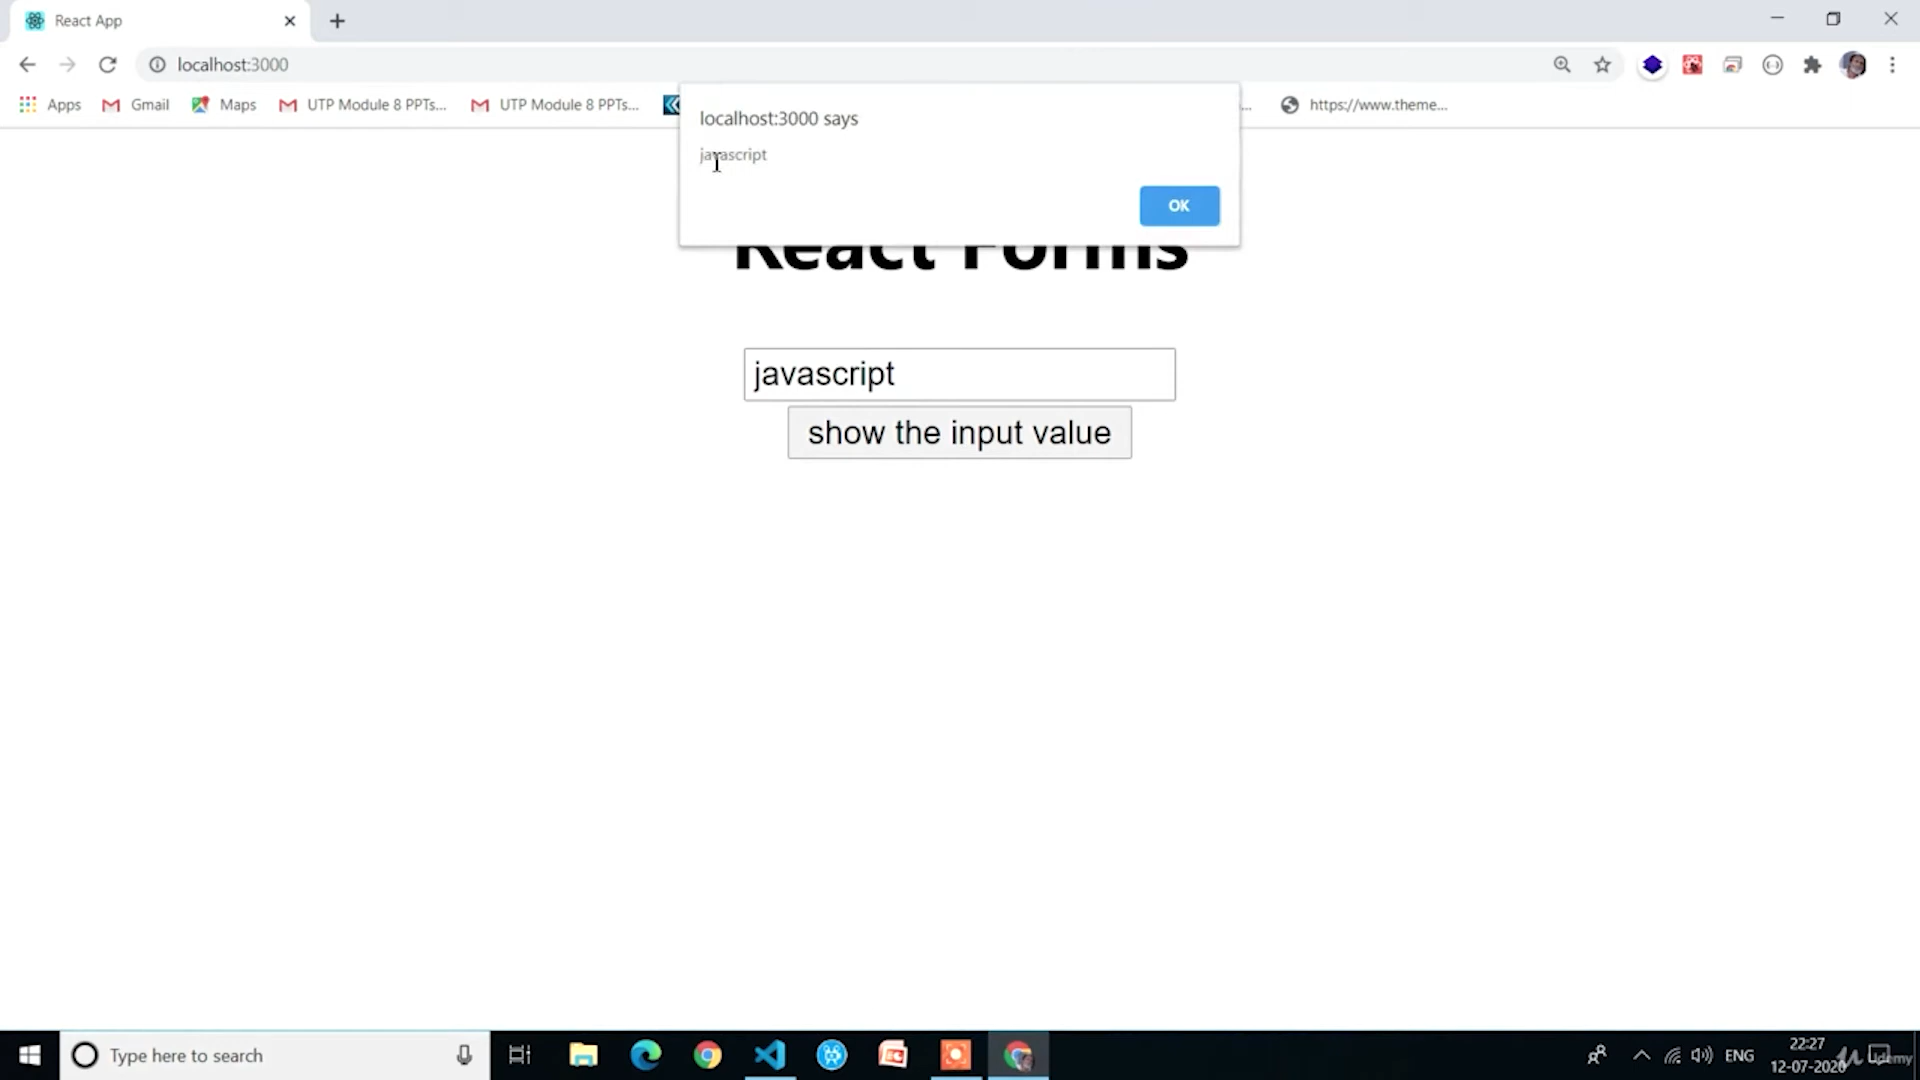 React App
localhost:3000
Apps
Gmail
Maps
UTP Module 8 PPTs...
UTP Module 8 PPTs...
...
https://www.theme...
localhost:3000 says
javascript
OK
React Forms
javascript
show the input value
Type here to search
ENG
22:27
12-07-2020
Udemy